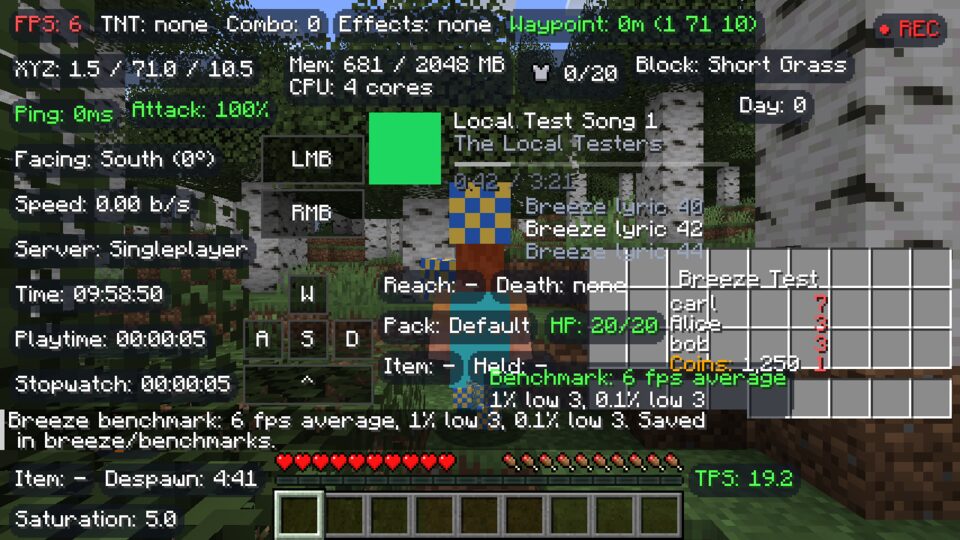 FPS: 6 TNT: none Combo: 0 Effects: none Waypoint: 0m (1 71 10)
REC
XYZ: 1.5 / 71.0 / 10.5
Mem: 681 / 2048 MB
CPU: 4 cores
0/20
Block: Short Grass
Day: 0
Ping: 0ms
Attack: 100%
Local Test Song 1
The Local Testers
0:42 / 3:21
Facing: South (0°)
LMB
Speed: 0.00 b/s
RMB
Breeze lyric 40
Breeze lyric 42
Breeze lyric 44
Server: Singleplayer
Breeze Test
Reach: - Death: none
Time: 09:58:50
W
carl 7
Alice 3
bob 3
Coins: 1,250 1
Pack: Default HP: 20/20
Playtime: 00:00:05
A S D
Item: - Held: -
Stopwatch: 00:00:05
^
Benchmark: 6 fps average
1% low 3, 0.1% low 3
Breeze benchmark: 6 fps average, 1% low 3, 0.1% low 3. Saved
in breeze/benchmarks.
Item: - Despawn: 4:41
TPS: 19.2
Saturation: 5.0